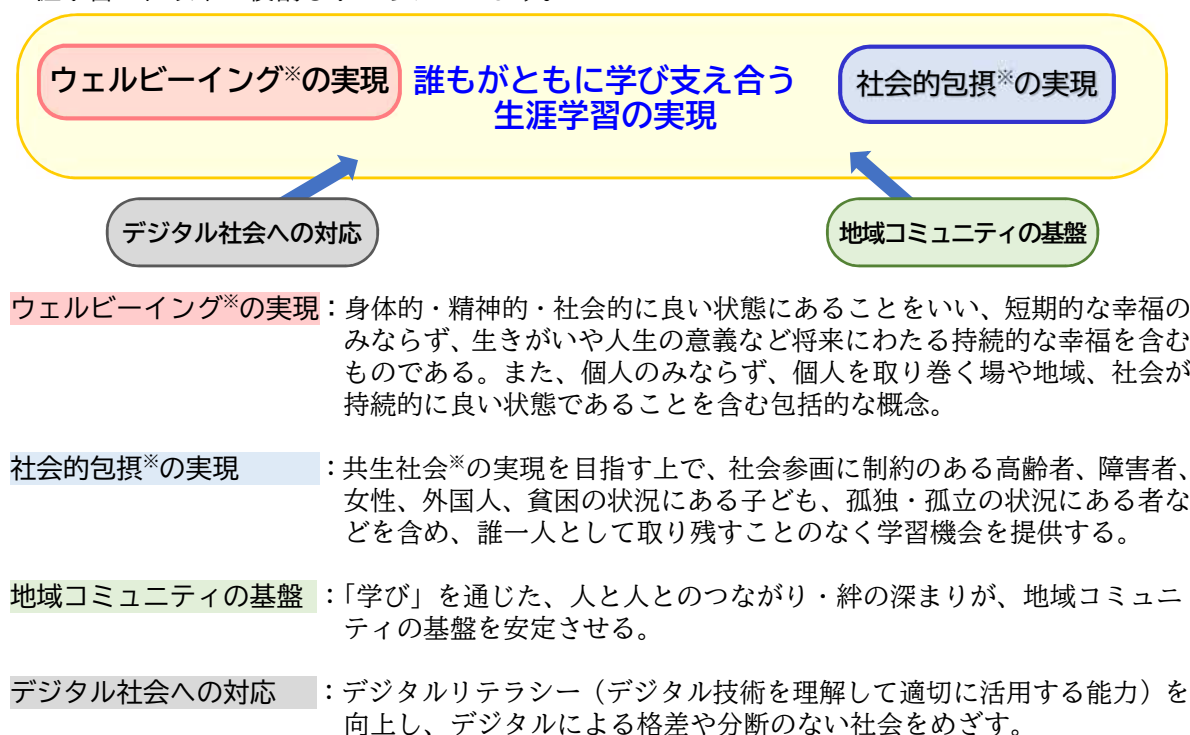 ウェルビーイング※の実現
誰もがともに学び支え合う
生涯学習の実現
社会的包摂※の実現
デジタル社会への対応
地域コミュニティの基盤
ウェルビーイング※の実現：身体的・精神的・社会的に良い状態にあることをいい、短期的な幸福の
みならず、生きがいや人生の意義など将来にわたる持続的な幸福を含む
ものである。また、個人のみならず、個人を取り巻く場や地域、社会が
持続的に良い状態であることを含む包括的な概念。
社会的包摂※の実現：共生社会※の実現を目指す上で、社会参画に制約のある高齢者、障害者、
女性、外国人、貧困の状況にある子ども、孤独・孤立の状況にある者な
どを含め、誰一人として取り残すことのなく学習機会を提供する。
地域コミュニティの基盤：「学び」を通じた、人と人とのつながり・絆の深まりが、地域コミュニ
ティの基盤を安定させる。
デジタル社会への対応：デジタルリテラシー（デジタル技術を理解して適切に活用する能力）を
向上し、デジタルによる格差や分断のない社会をめざす。